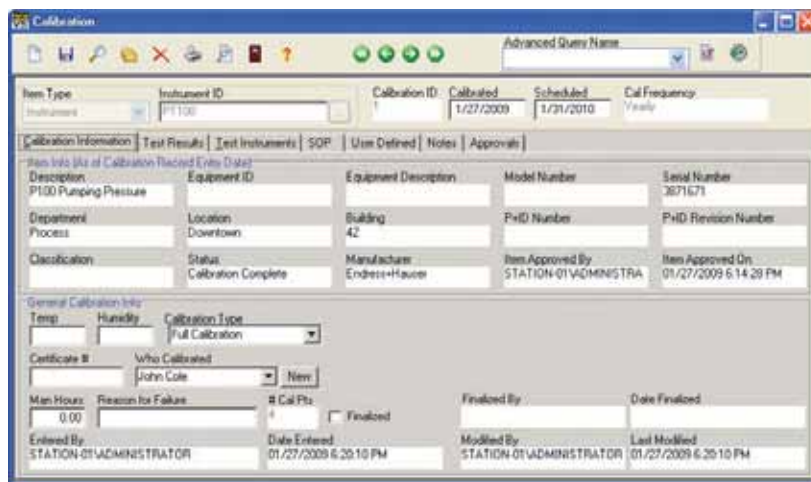 Calibration
Advanced Query Name
Item Type Instrument ID Calibration ID Calibrated Scheduled Cal Frequency
Instrument PT100 1 1/27/2009 1/31/2010 Yearly
Calibration Information Test Results Test Instruments SOP User Defined Notes Approvals
Item Info (As of Calibration Record Entry Date)
Description Equipment ID Equipment Description Model Number Serial Number
P100 Pumping Pressure 3871671
Department Location Building P+ID Number P+ID Revision Number
Process Downtown 42
Classification Status Manufacturer Item Approved By Item Approved On
Calibration Complete Endress+Hauser STATION-01\ADMINISTRA 01/27/2009 6:14:28 PM
General Calibration Info
Temp Humidity Calibration Type
Full Calibration
Certificate # Who Calibrated
John Cole New
Man Hours Reason for Failure # Cal Pts Finalized By Date Finalized
0.00 Finalized
Entered By Date Entered Modified By Last Modified
STATION-01\ADMINISTRATOR 01/27/2009 6:20:10 PM STATION-01\ADMINISTRATOR 01/27/2009 6:20:10 PM